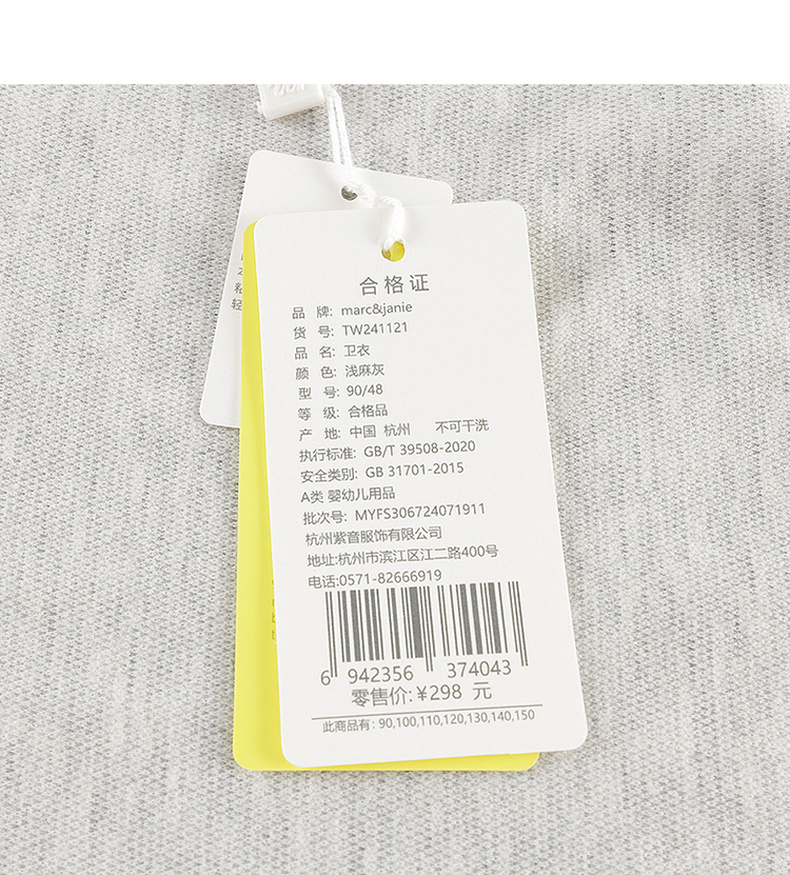 合格证
品 牌: marc&janie
货 号: TW241121
品 名: 卫衣
颜 色: 浅麻灰
型 号: 90/48
等 级: 合格品
产 地: 中国 杭州 不可干洗
执行标准: GB/T 39508-2020
安全类别: GB 31701-2015
A类 婴幼儿用品
批次号: MYFS306724071911
杭州紫音服饰有限公司
地址:杭州市滨江区江二路400号
电话:0571-82666919
6 942356 374043
零售价:¥298 元
此商品有: 90,100,110,120,130,140,150
粘
轻